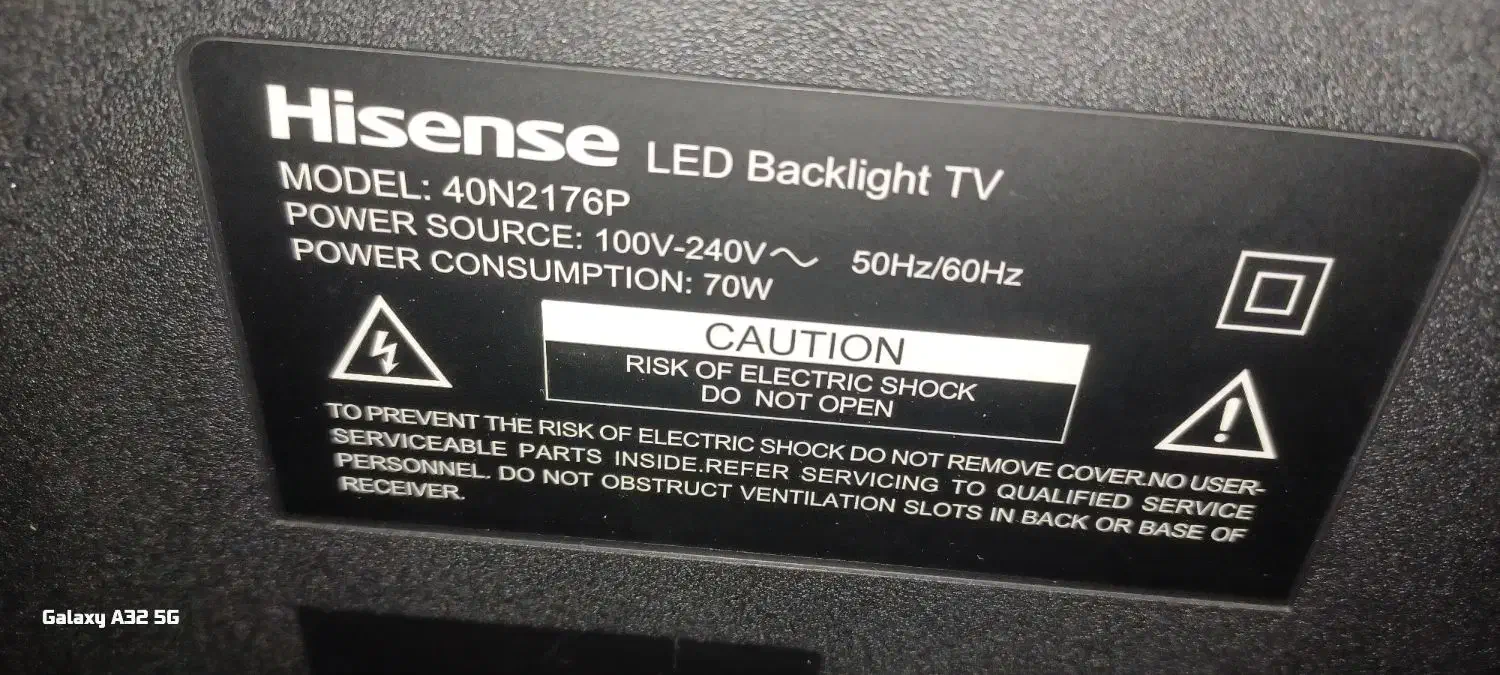 Hisense LED Backlight TV
MODEL: 40N2176P
POWER SOURCE: 100V-240V～ 50Hz/60Hz
POWER CONSUMPTION: 70W
CAUTION
RISK OF ELECTRIC SHOCK
DO NOT OPEN
TO PREVENT THE RISK OF ELECTRIC SHOCK DO NOT REMOVE COVER.NO USER-
SERVICEABLE PARTS INSIDE.REFER SERVICING TO QUALIFIED SERVICE
PERSONNEL. DO NOT OBSTRUCT VENTILATION SLOTS IN BACK OR BASE OF
RECEIVER.
Galaxy A32 5G